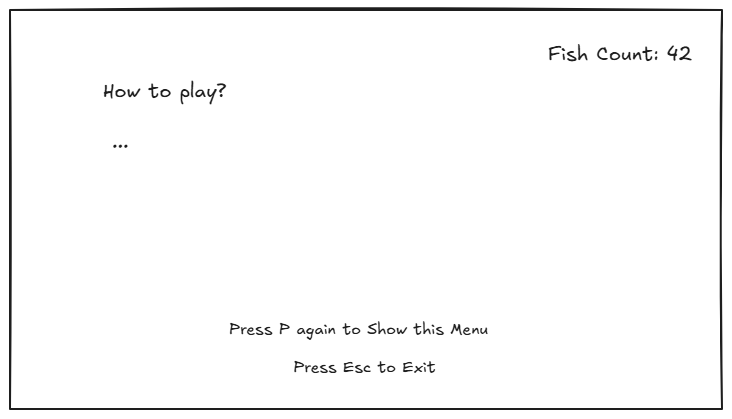 Fish Count: 42
How to play?
...
Press P again to Show this Menu
Press Esc to Exit